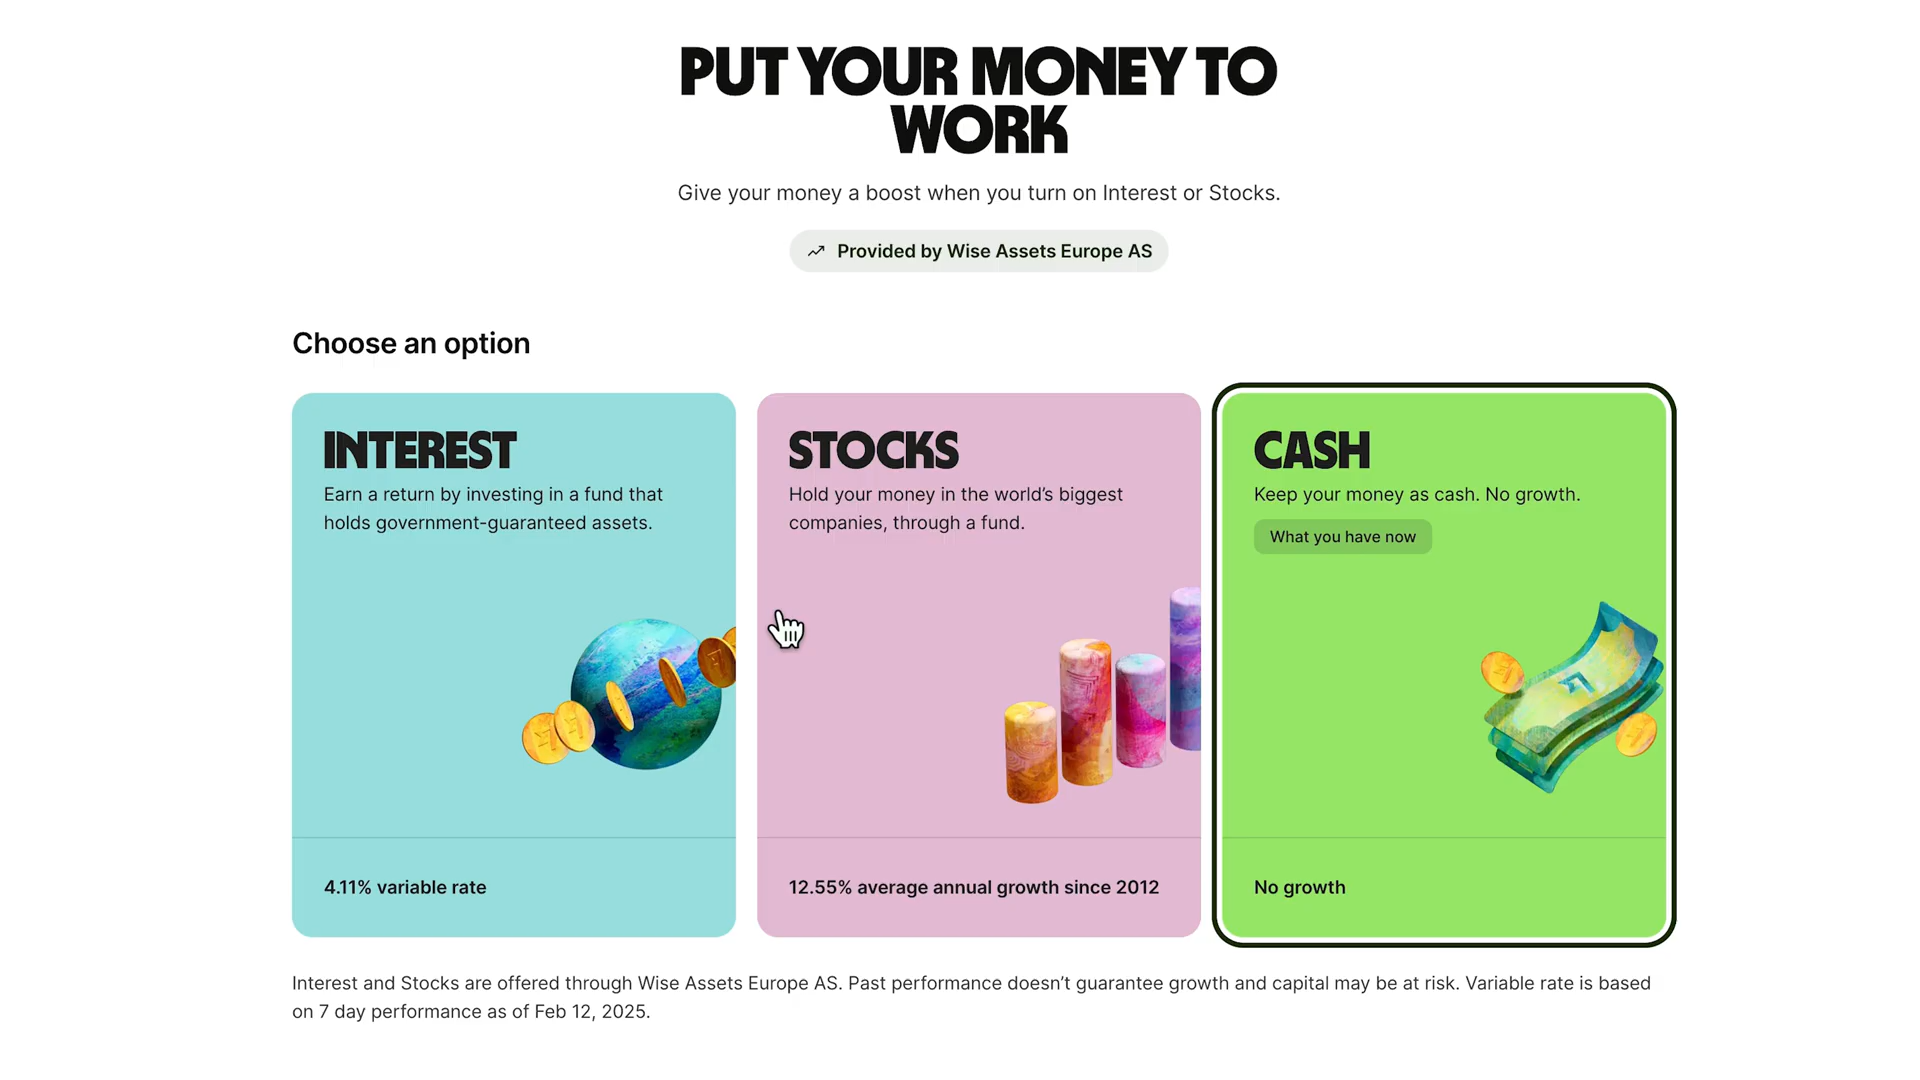 PUT YOUR MONEY TO
WORK
Give your money a boost when you turn on Interest or Stocks.
Provided by Wise Assets Europe AS
Choose an option
INTEREST
Earn a return by investing in a fund that
holds government-guaranteed assets.
4.11% variable rate
STOCKS
Hold your money in the world’s biggest
companies, through a fund.
12.55% average annual growth since 2012
CASH
Keep your money as cash. No growth.
What you have now
No growth
Interest and Stocks are offered through Wise Assets Europe AS. Past performance doesn’t guarantee growth and capital may be at risk. Variable rate is based
on 7 day performance as of Feb 12, 2025.